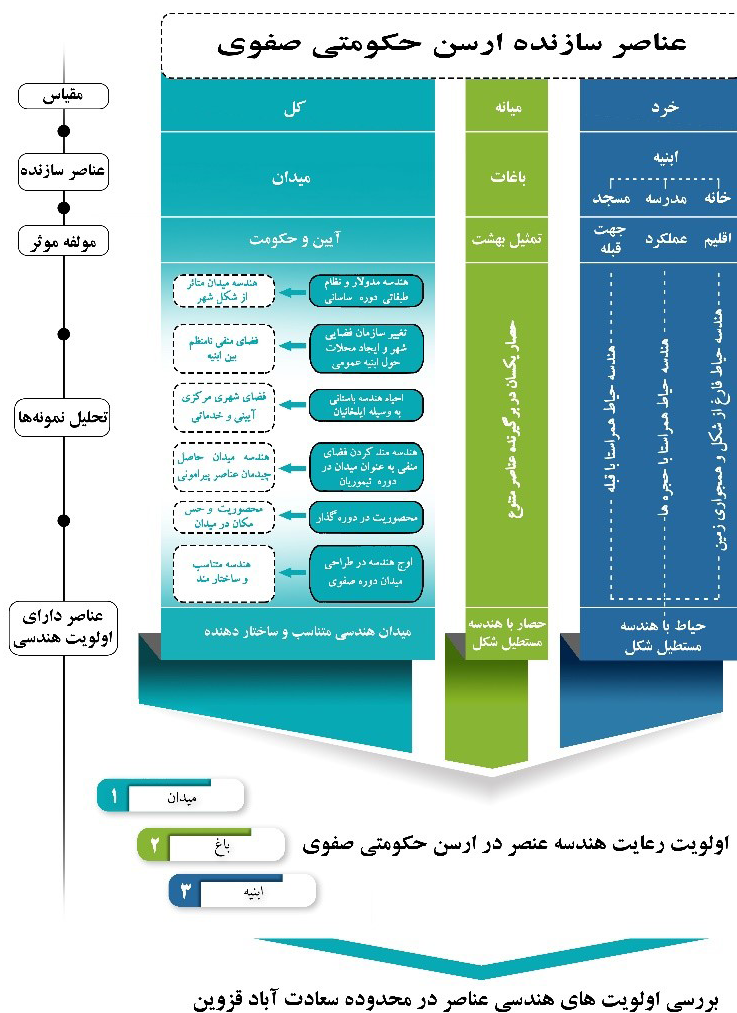 عناصر سازنده ارسن حکومتی صفوی
مقیاس
خرد
میانه
کل
عناصر سازنده
ابنیه
خانه
مدرسه
مسجد
باغات
میدان
مولفه موثر
اقلیم
عملکرد
جهت
قبله
تمثیل بهشت
آیین و حکومت
تحلیل نمونه‌ها
هندسه حیاط فارغ از شکل و همجواری زمین
هندسه حیاط همراستا با حجره ها
هندسه حیاط همراستا با قبله
حصار یکسان در بر گیرنده عناصر متنوع
هندسه مدولار و نظام
طبقاتی دوره ساسانی
هندسه میدان متاثر
از شکل شهر
تغییر سازمان فضایی
شهر و ایجاد محلات
حول ابنیه عمومی
فضای منفی نامنظم
بین ابنیه
احیاء هندسه باستانی
به وسیله ایلخانیان
فضای شهری مرکزی
آیینی و خدماتی
هندسه مند کردن فضای
منفی به عنوان میدان در
دوره تیموریان
هندسه میدان حاصل
چیدمان عناصر پیرامونی
محصوریت در دوره گذار
محصوریت و حس
مکان در میدان
اوج هندسه در طراحی
میدان دوره صفوی
هندسه متناسب
و ساختار مند
عناصر دارای
اولویت هندسی
حیاط با هندسه
مستطیل شکل
حصار با هندسه
مستطیل شکل
میدان هندسی متناسب و ساختار دهنده
اولویت رعایت هندسه عنصر در ارسن حکومتی صفوی
۱ میدان
۲ باغ
۳ ابنیه
بررسی اولویت های هندسی عناصر در محدوده سعادت آباد قزوین